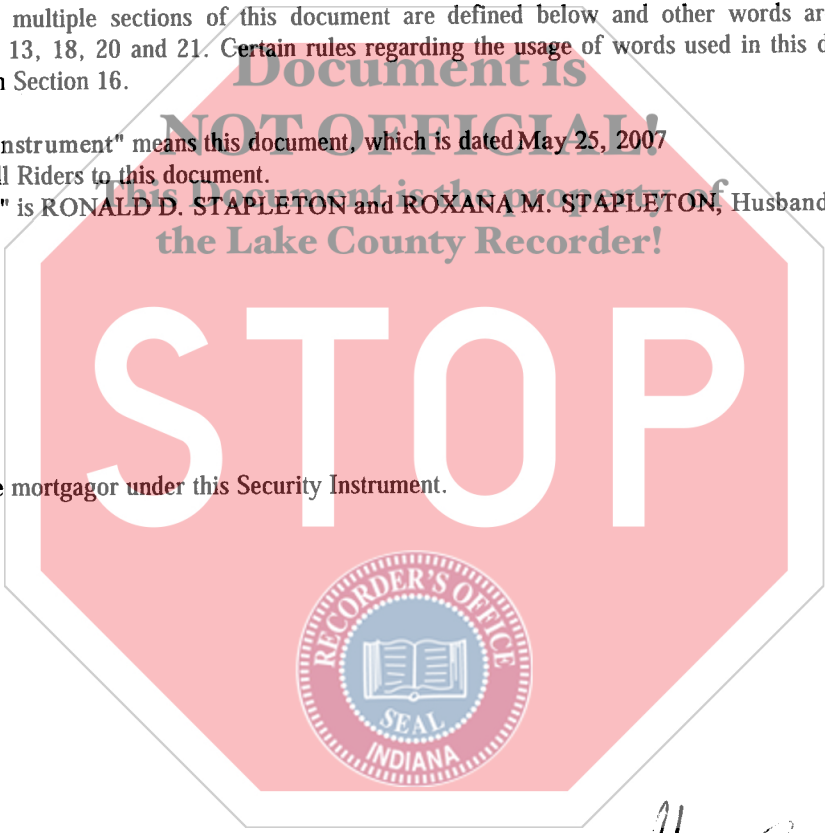 multiple sections of this document are defined below and other words ar
13, 18, 20 and 21. Certain rules regarding the usage of words used in this d
Section 16.
Document is
NOT OFFICIAL!
nstrument" means this document, which is dated May 25, 2007
l Riders to this document.
This Document is the property of
" is RONALD D. STAPLETON and ROXANA M. STAPLETON, Husband
the Lake County Recorder!
STOP
mortgagor under this Security Instrument.
RECORDER'S OFFICE
SEAL
INDIANA